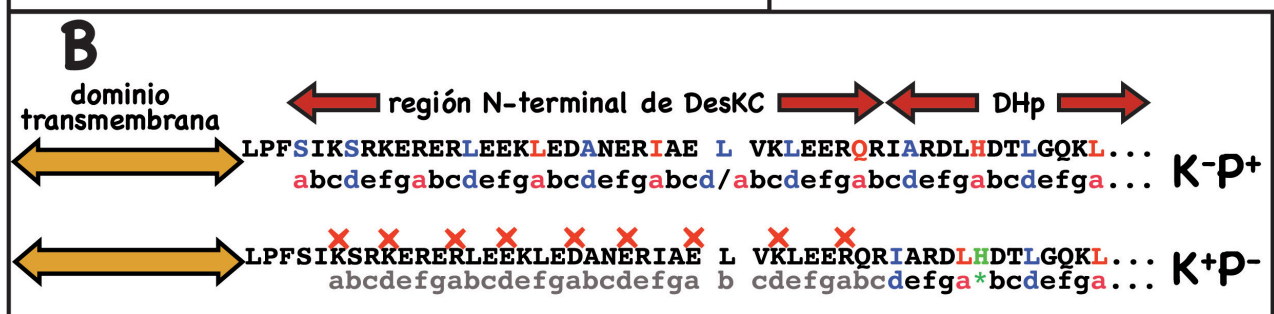 B
dominio
transmembrana
región N-terminal de DesKC
DHp
LPFSIKSRKERERLEEKLEDANERIAE L VKLEERQRIARDLHDTLGQKL...
abcdefgabcdefgabcdefgabcd/abcdefgabcdefgabcdefga...
K-P+
LPFSIKSRKERERLEEKLEDANERIAE L VKLEERQRIARDLHDTLGQKL...
abcdefgabcdefgabcdefga b cdefgabcdefga*bcdefga...
K+P-